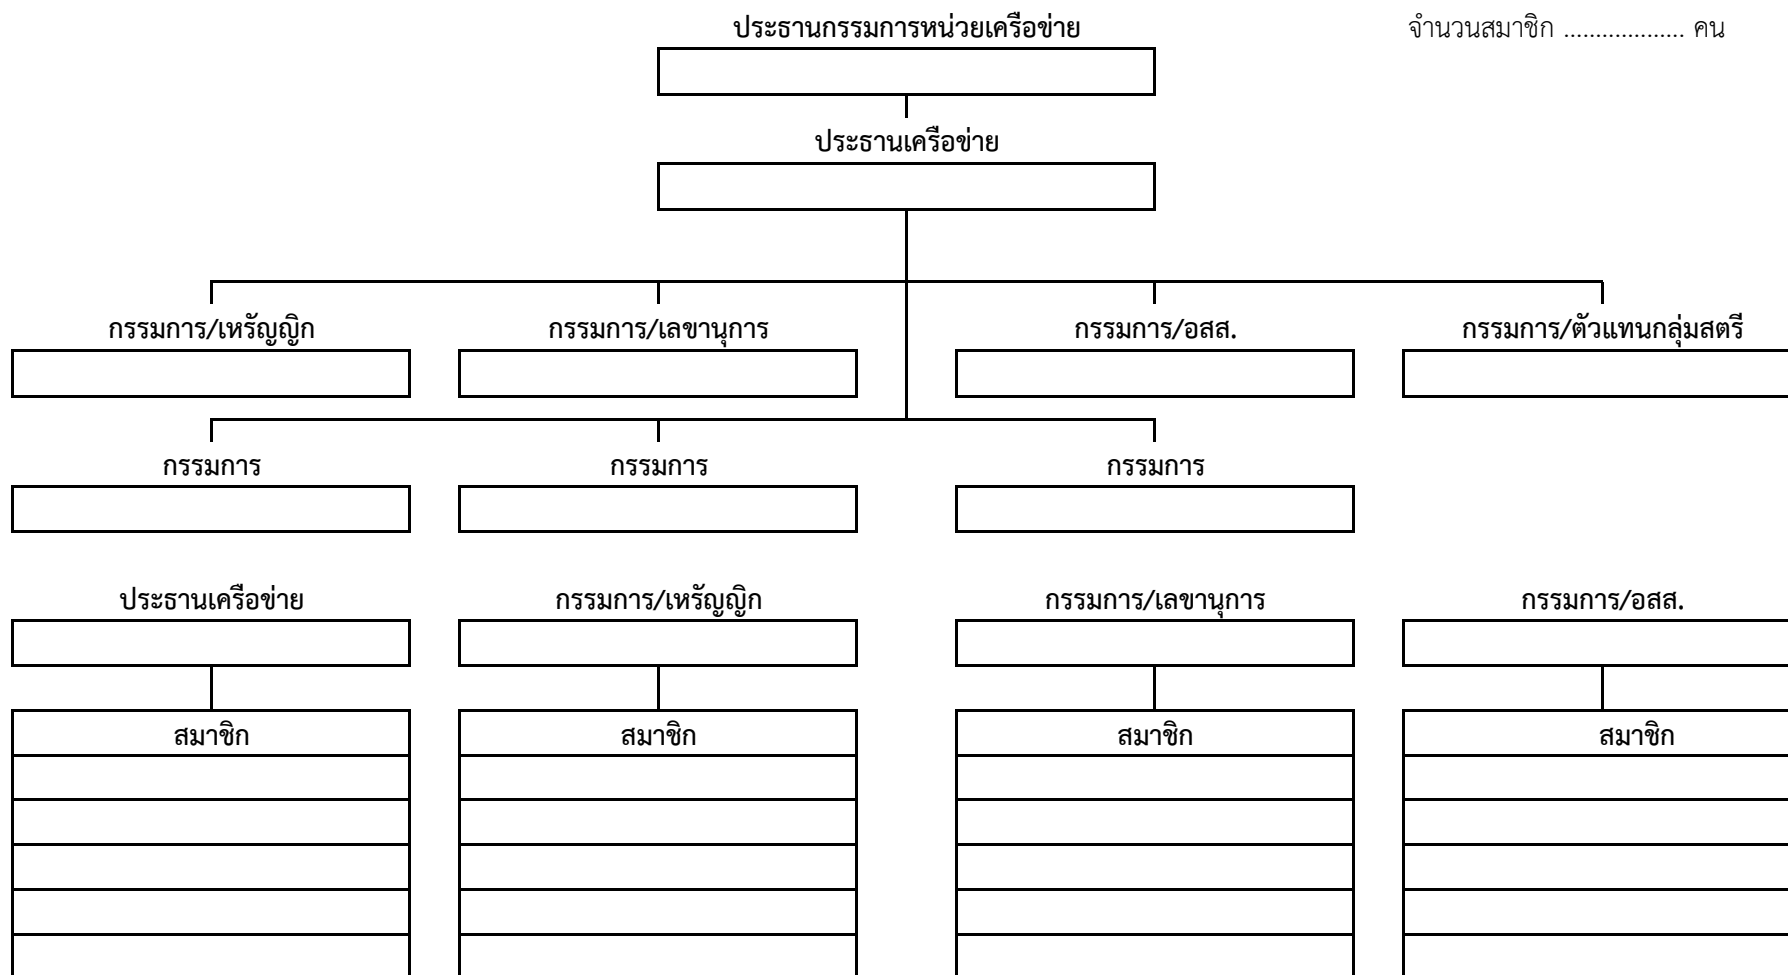 ประธานกรรมการหน่วยเครือข่าย
จำนวนสมาชิก ................... คน
ประธานเครือข่าย
กรรมการ/เหรัญญิก
กรรมการ/เลขานุการ
กรรมการ/อสส.
กรรมการ/ตัวแทนกลุ่มสตรี
กรรมการ
กรรมการ
กรรมการ
ประธานเครือข่าย
กรรมการ/เหรัญญิก
กรรมการ/เลขานุการ
กรรมการ/อสส.
สมาชิก
สมาชิก
สมาชิก
สมาชิก